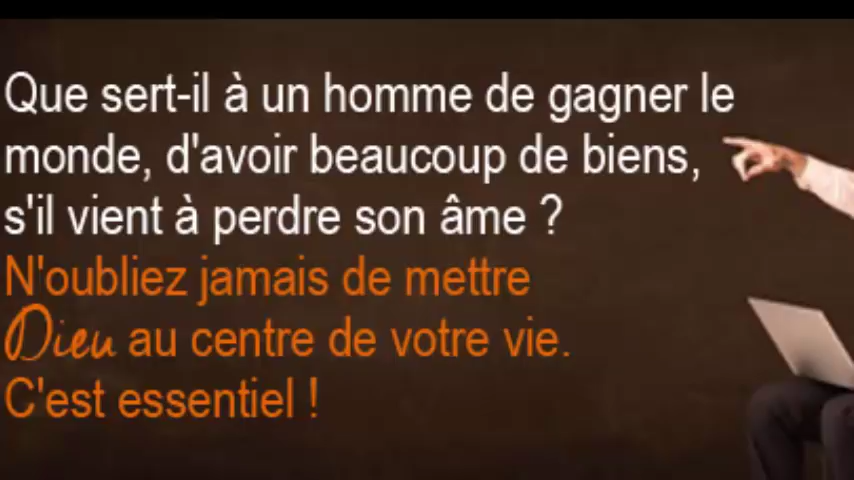 Que sert-il à un homme de gagner le
monde, d'avoir beaucoup de biens,
s'il vient à perdre son âme ?
N'oubliez jamais de mettre
Dieu au centre de votre vie.
C'est essentiel !